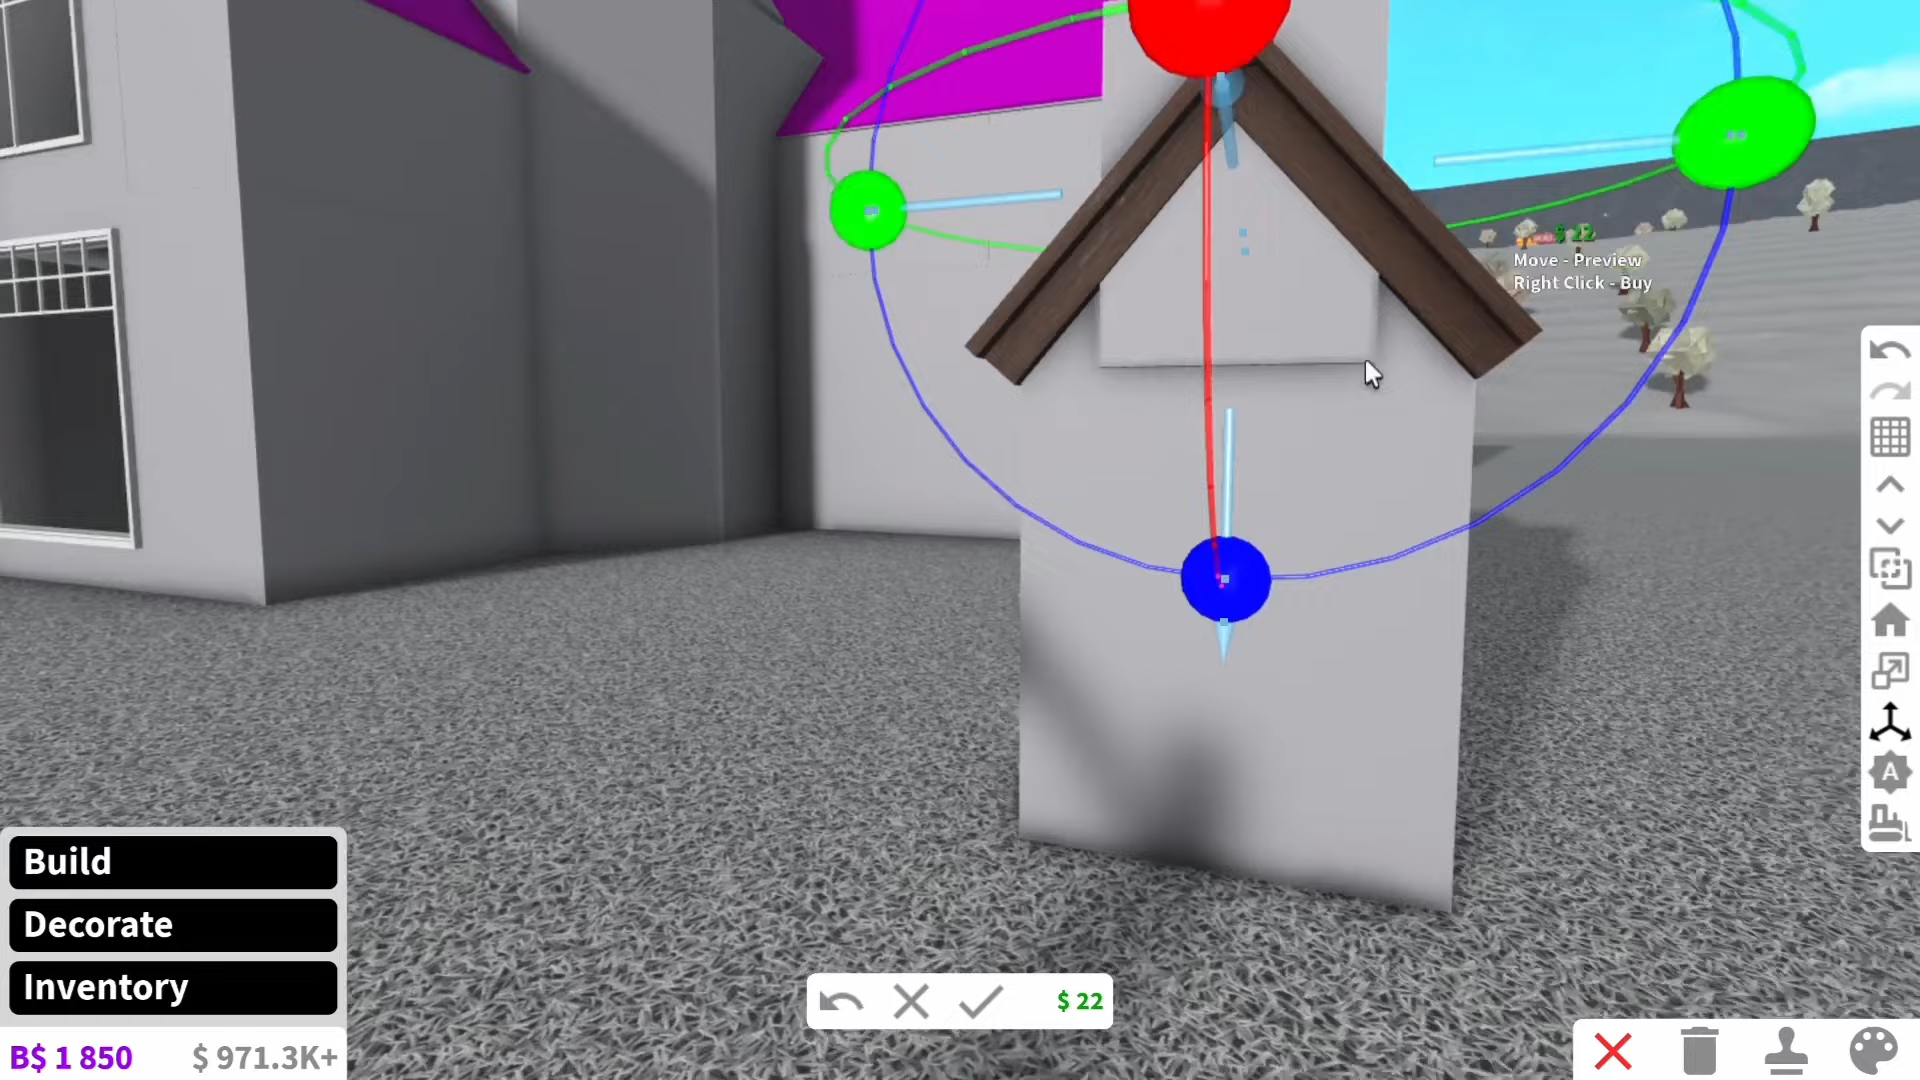 $ 22
Move - Preview
Right Click - Buy
A
Build
Decorate
Inventory
B$ 1 850
$ 971.3K+
$ 22